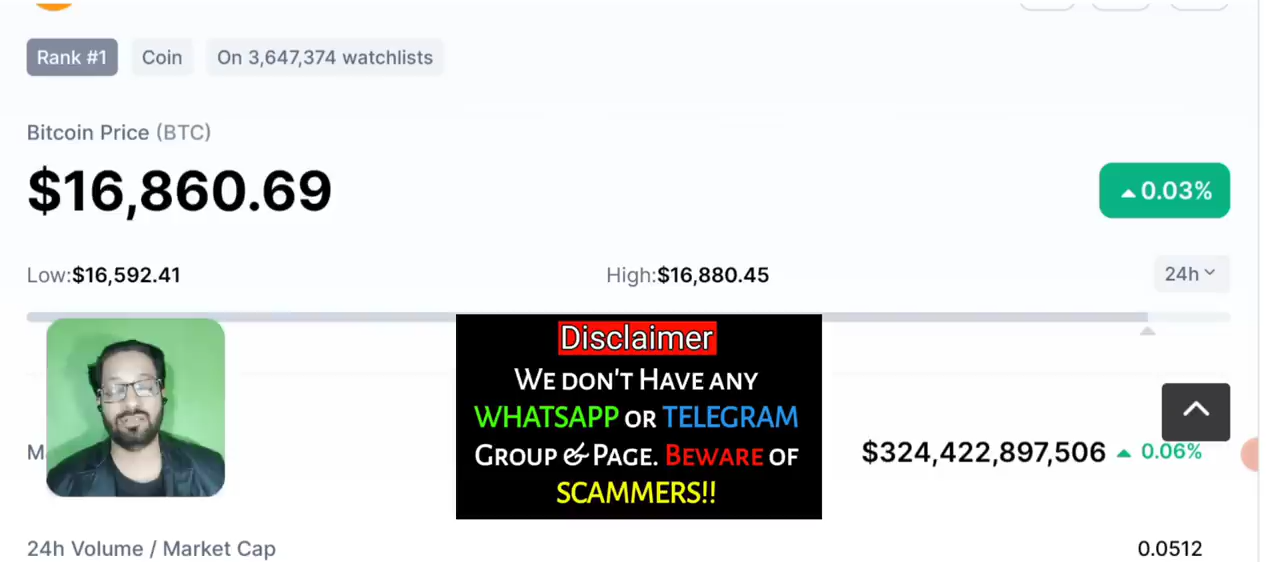 Rank #1 Coin On 3,647,374 watchlists
Bitcoin Price (BTC)
$16,860.69 0.03%
Low:$16,592.41 High:$16,880.45 24h
Disclaimer
We don't Have any
WHATSAPP or TELEGRAM
Group & Page. Beware of
SCAMMERS!!
$324,422,897,506 0.06%
24h Volume / Market Cap 0.0512